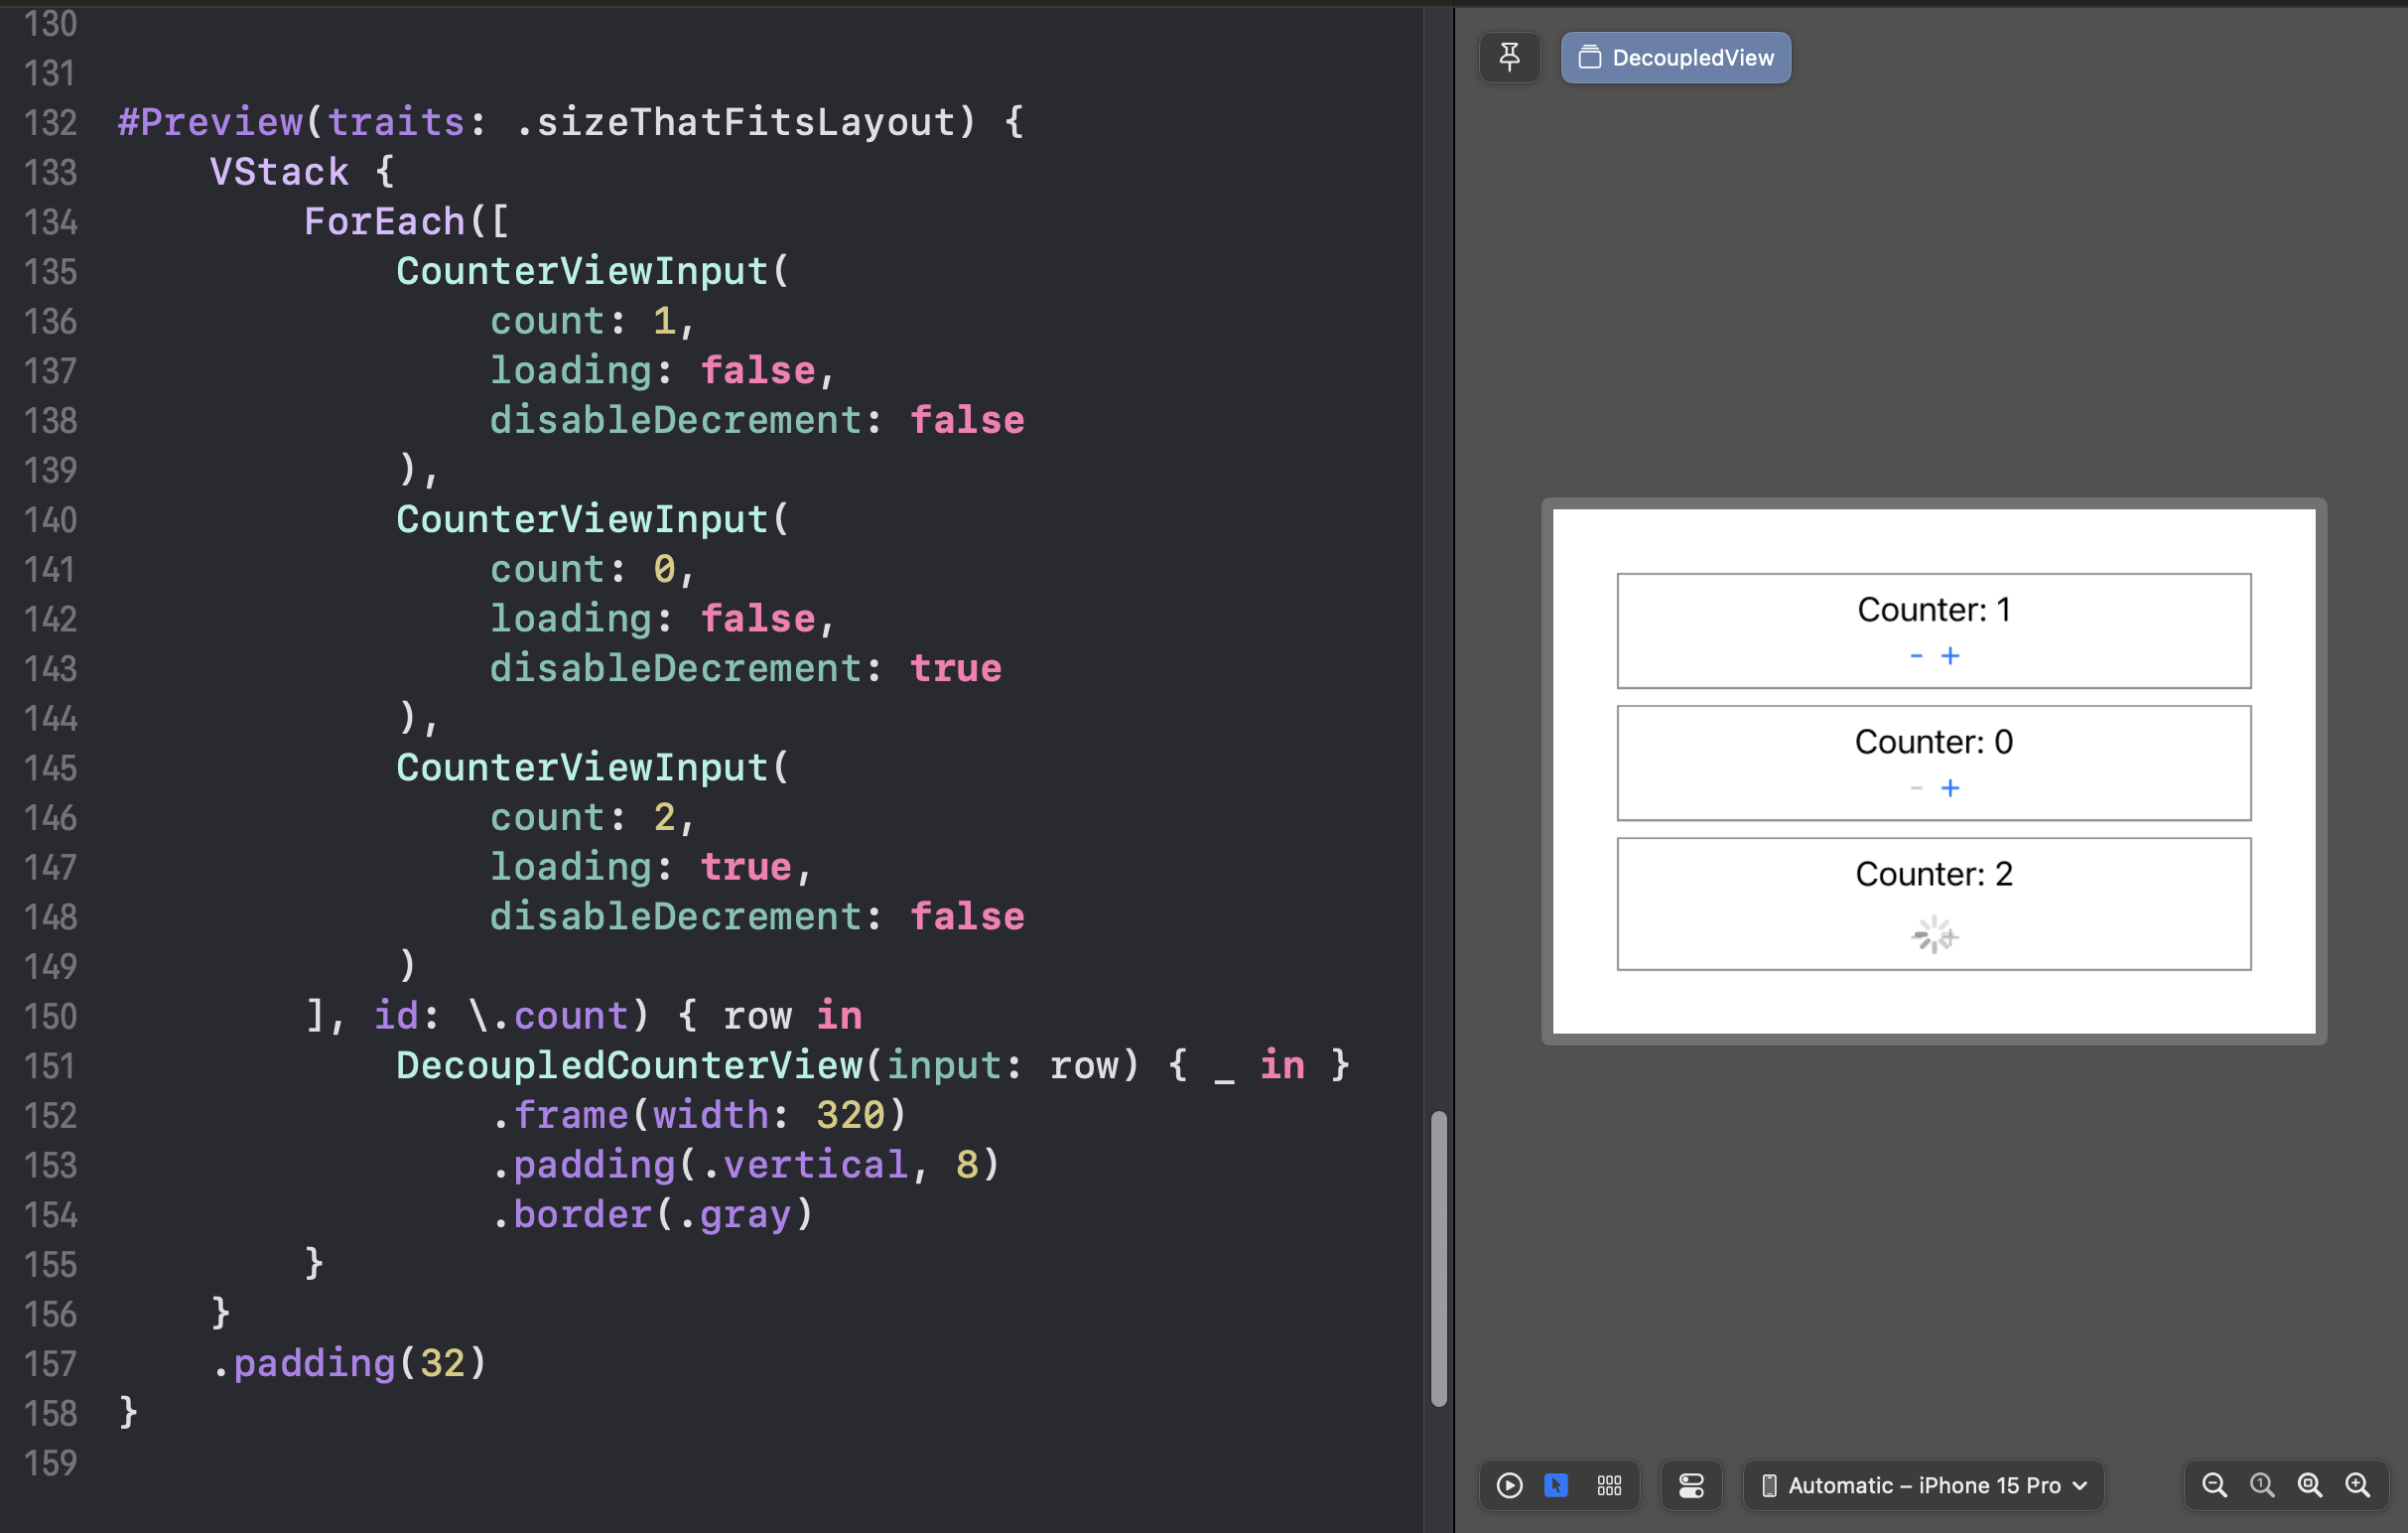 130
131
132 #Preview(traits: .sizeThatFitsLayout) {
133     VStack {
134         ForEach([
135             CounterViewInput(
136                 count: 1,
137                 loading: false,
138                 disableDecrement: false
139             ),
140             CounterViewInput(
141                 count: 0,
142                 loading: false,
143                 disableDecrement: true
144             ),
145             CounterViewInput(
146                 count: 2,
147                 loading: true,
148                 disableDecrement: false
149             )
150         ], id: \.count) { row in
151             DecoupledCounterView(input: row) { _ in }
152                 .frame(width: 320)
153                 .padding(.vertical, 8)
154                 .border(.gray)
155         }
156     }
157     .padding(32)
158 }
159
DecoupledView
Counter: 1
- +
Counter: 0
- +
Counter: 2
- +
Automatic – iPhone 15 Pro